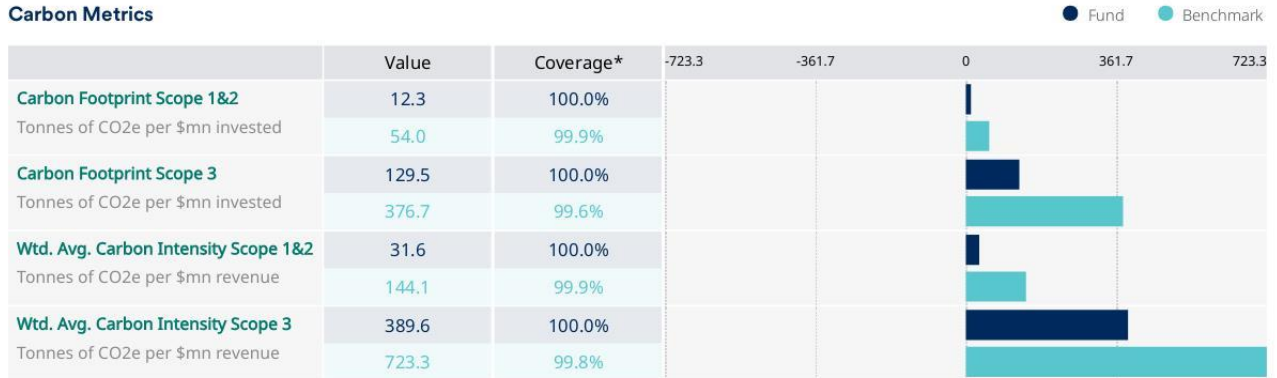 Carbon Metrics
Fund Benchmark
Value Coverage* -723.3 -361.7 0 361.7 723.3
Carbon Footprint Scope 1&2 12.3 100.0%
Tonnes of CO2e per $mn invested 54.0 99.9%
Carbon Footprint Scope 3 129.5 100.0%
Tonnes of CO2e per $mn invested 376.7 99.6%
Wtd. Avg. Carbon Intensity Scope 1&2 31.6 100.0%
Tonnes of CO2e per $mn revenue 144.1 99.9%
Wtd. Avg. Carbon Intensity Scope 3 389.6 100.0%
Tonnes of CO2e per $mn revenue 723.3 99.8%